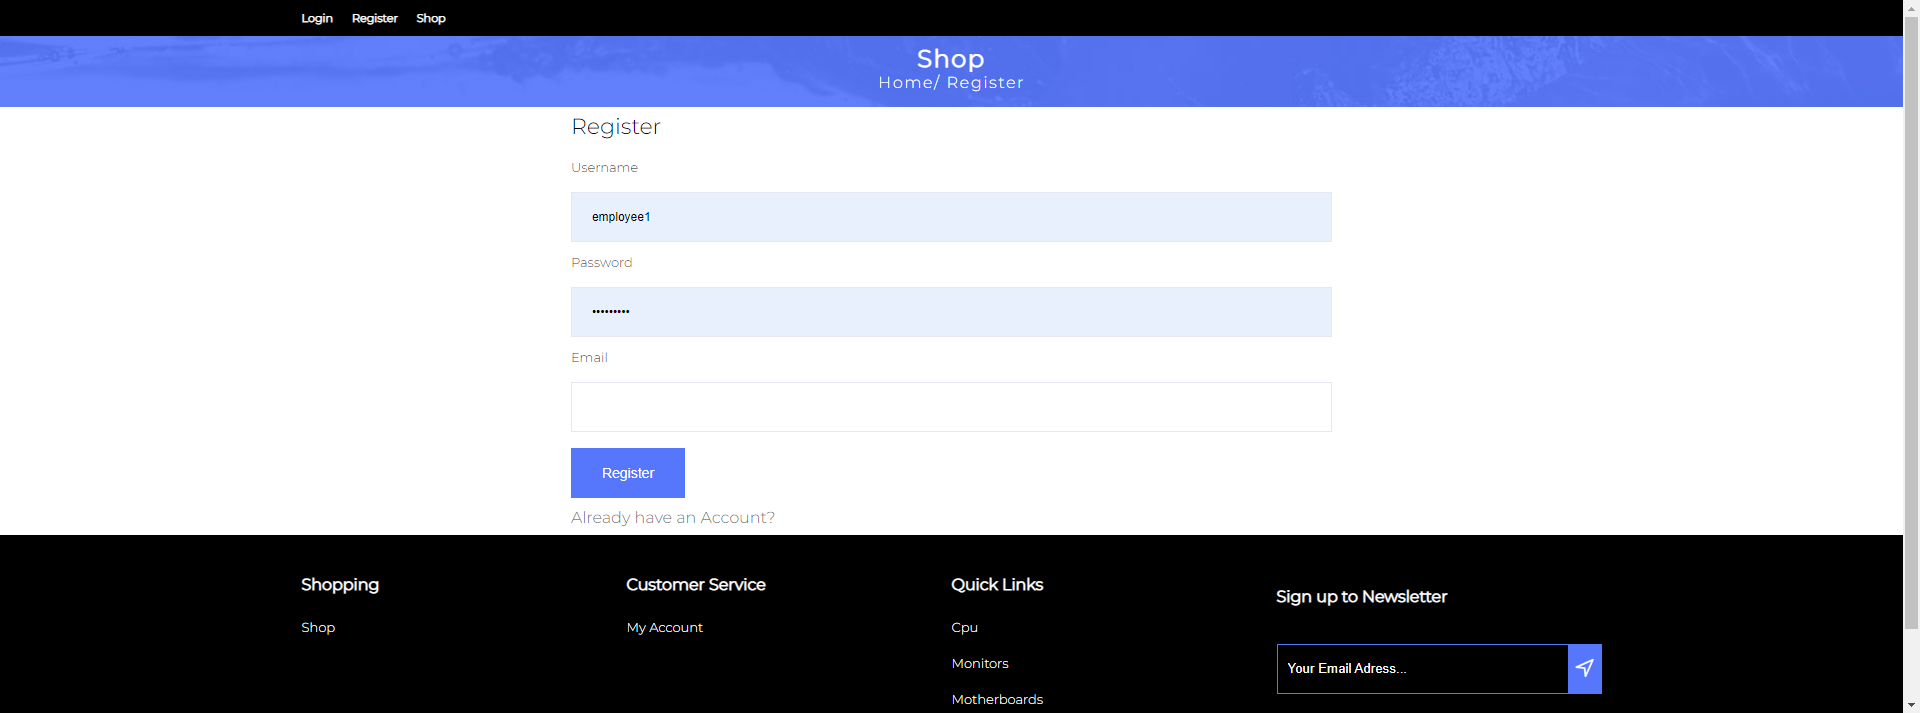 Login Register Shop
Shop
Home/ Register
Register
Username
employee1
Password
•••••••••
Email
Register
Already have an Account?
Shopping
Shop
Customer Service
My Account
Quick Links
Cpu
Monitors
Motherboards
Sign up to Newsletter
Your Email Adress...